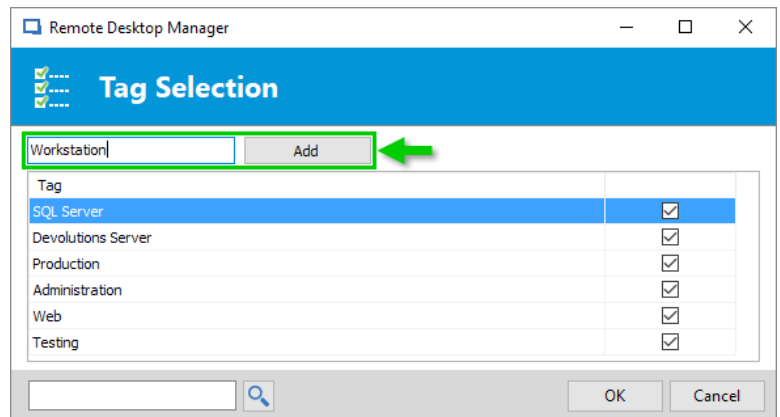 Remote Desktop Manager
Tag Selection
Workstation Add
Tag
SQL Server
Devolutions Server
Production
Administration
Web
Testing
OK Cancel